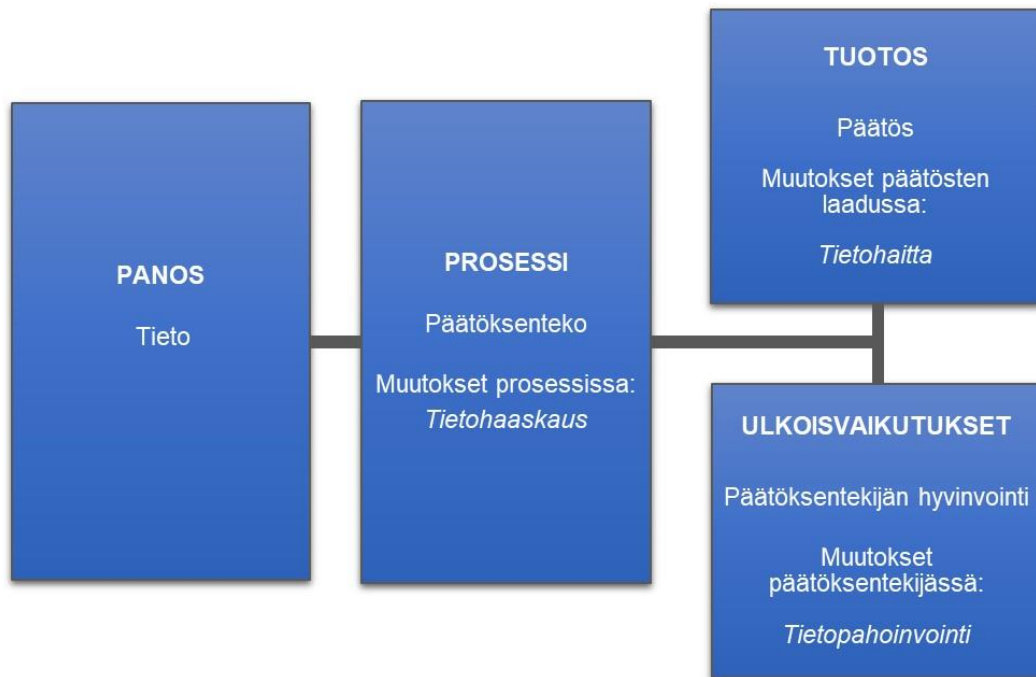 PANOS
Tieto
PROSESSI
Päätöksenteko
Muutokset prosessissa:
Tietohaaskaus
TUOTOS
Päätös
Muutokset päätösten
laadussa:
Tietohaitta
ULKOISVAIKUTUKSET
Päätöksentekijän hyvinvointi
Muutokset
päätöksentekijässä:
Tietopahoinvointi